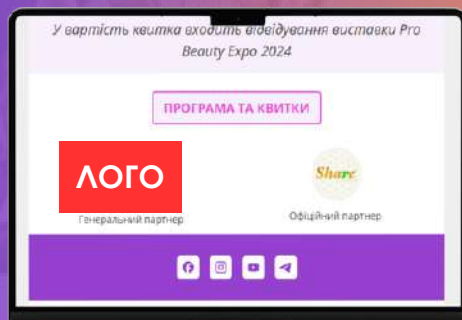 У вартість квитка входить відвідування виставки Pro
Beauty Expo 2024
ПРОГРАМА ТА КВИТКИ
ЛОГО
Share
Генеральний партнер
Офіційний партнер